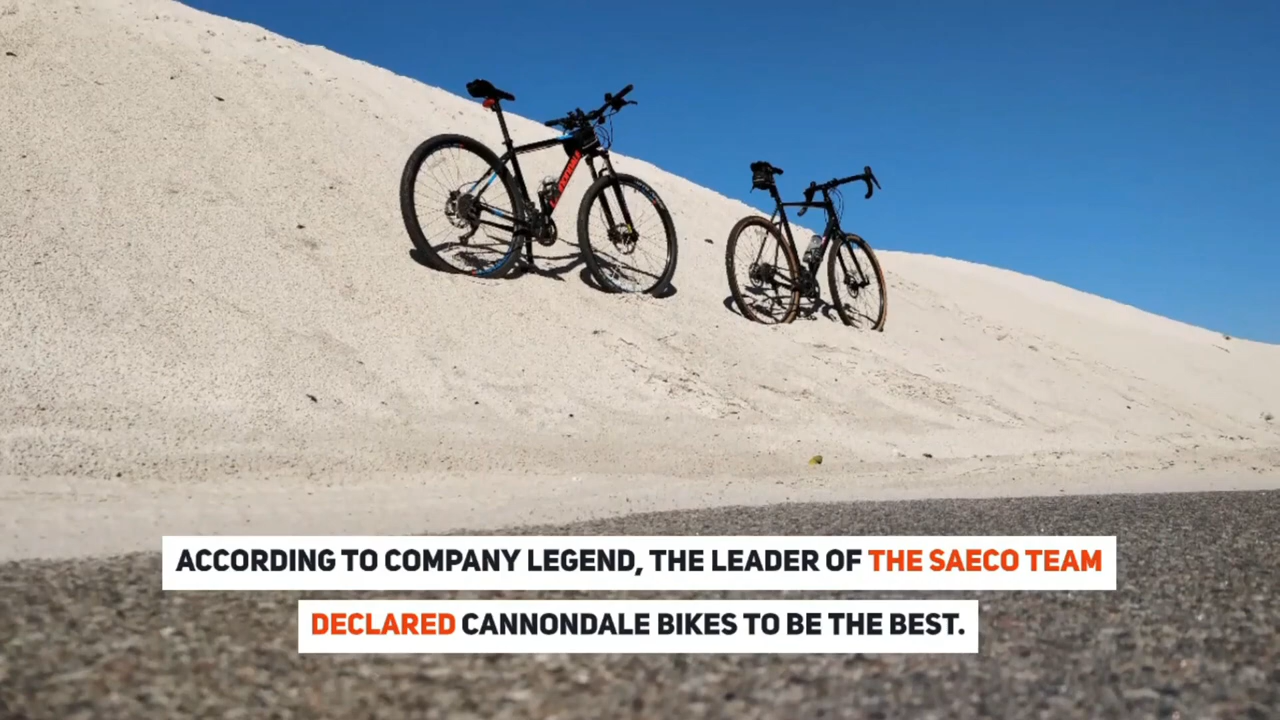 ACCORDING TO COMPANY LEGEND, THE LEADER OF THE SAECO TEAM
DECLARED CANNONDALE BIKES TO BE THE BEST.